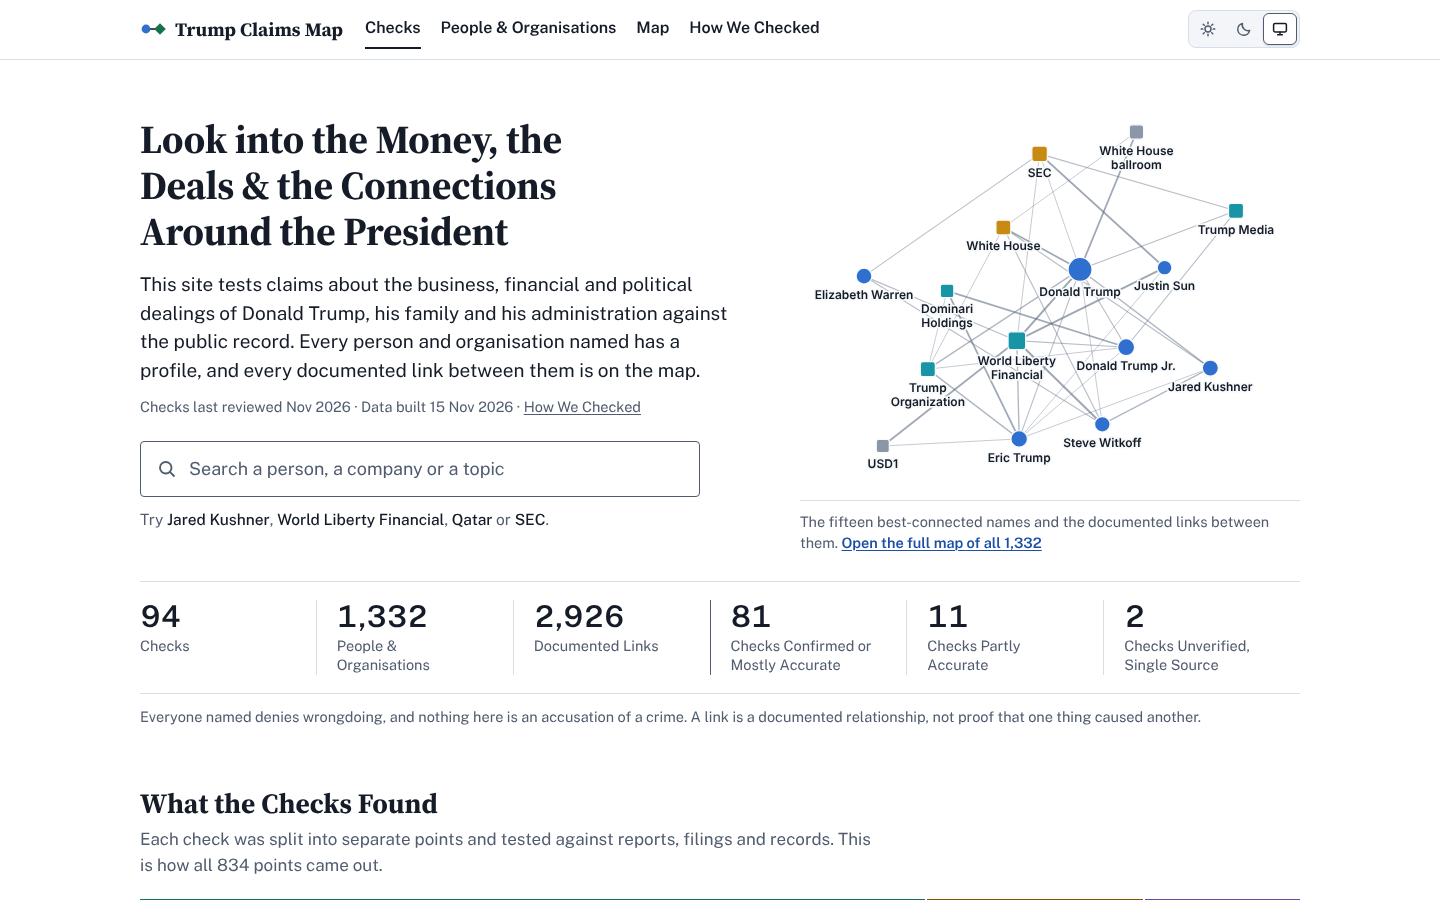 Trump Claims Map
Checks
People & Organisations
Map
How We Checked
Look into the Money, the
Deals & the Connections
Around the President
This site tests claims about the business, financial and political
dealings of Donald Trump, his family and his administration against
the public record. Every person and organisation named has a
profile, and every documented link between them is on the map.
Checks last reviewed Nov 2026 · Data built 15 Nov 2026 · How We Checked
Search a person, a company or a topic
Try Jared Kushner, World Liberty Financial, Qatar or SEC.
White House
ballroom
SEC
Trump Media
White House
Elizabeth Warren
Donald Trump
Justin Sun
Dominari
Holdings
World Liberty
Financial
Donald Trump Jr.
Jared Kushner
Trump
Organization
Steve Witkoff
Eric Trump
USD1
The fifteen best-connected names and the documented links between
them. Open the full map of all 1,332
94
Checks
1,332
People &
Organisations
2,926
Documented Links
81
Checks Confirmed or
Mostly Accurate
11
Checks Partly
Accurate
2
Checks Unverified,
Single Source
Everyone named denies wrongdoing, and nothing here is an accusation of a crime. A link is a documented relationship, not proof that one thing caused another.
What the Checks Found
Each check was split into separate points and tested against reports, filings and records. This
is how all 834 points came out.